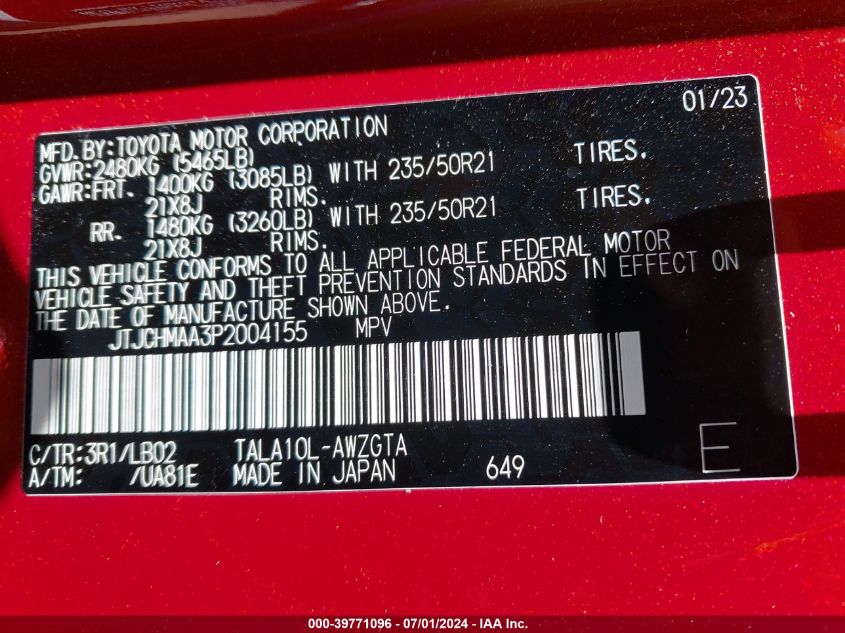 01/23
MFD.BY:TOYOTA MOTOR CORPORATION
GVWR:2480KG (5465LB)
GAWR:FRT. 1400KG (3085LB) WITH 235/50R21 TIRES,
21X8J RIMS.
RR. 1480KG (3260LB) WITH 235/50R21 TIRES,
21X8J RIMS.
THIS VEHICLE CONFORMS TO ALL APPLICABLE FEDERAL MOTOR
VEHICLE SAFETY AND THEFT PREVENTION STANDARDS IN EFFECT ON
THE DATE OF MANUFACTURE SHOWN ABOVE.
JTJCHMAA3P2004155 MPV
C/TR:3R1/LB02 TALA10L-AWZGTA
A/TM: /UA81E MADE IN JAPAN 649
E
000-39771096 - 07/01/2024 - IAA Inc.